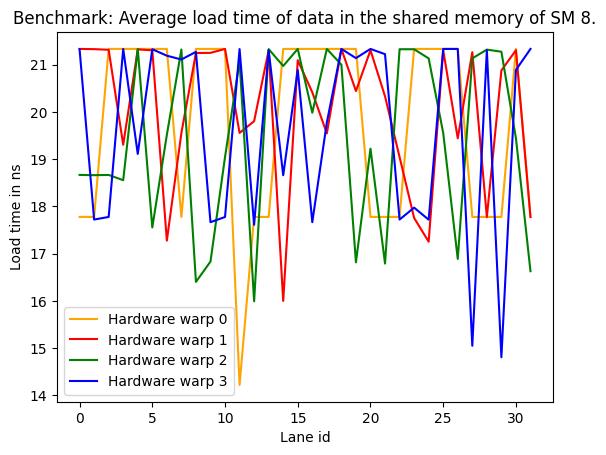 Benchmark: Average load time of data in the shared memory of SM 8.
Load time in ns
21
20
19
18
17
16
15
14
Hardware warp 0
Hardware warp 1
Hardware warp 2
Hardware warp 3
0 5 10 15 20 25 30
Lane id